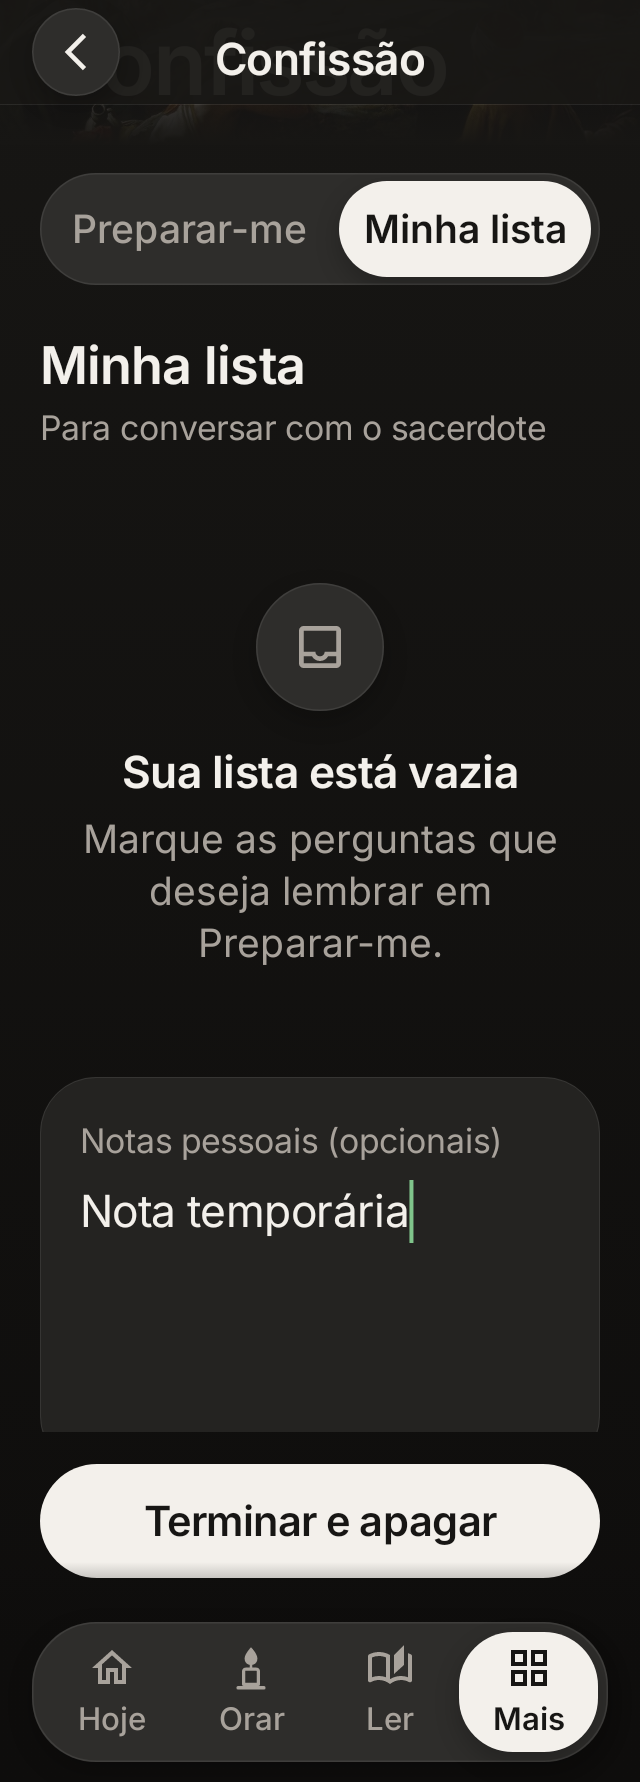 Confissão
Preparar-me
Minha lista
Minha lista
Para conversar com o sacerdote
Sua lista está vazia
Marque as perguntas que
deseja lembrar em
Preparar-me.
Notas pessoais (opcionais)
Nota temporária
Terminar e apagar
Hoje
Orar
Ler
Mais